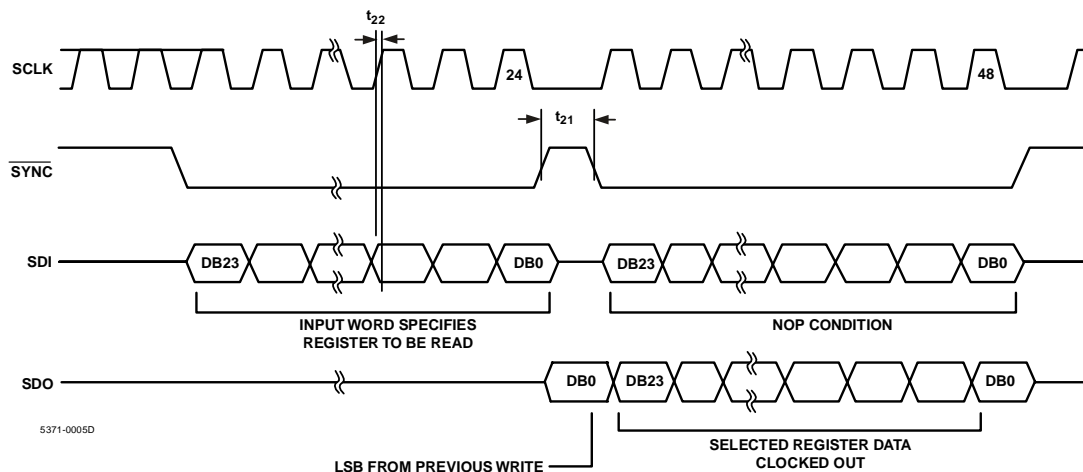 t22
SCLK
24
48
t21
SYNC
SDI
DB23
DB0
DB23
DB0
INPUT WORD SPECIFIES
REGISTER TO BE READ
NOP CONDITION
SDO
DB0
DB23
DB0
5371-0005D
SELECTED REGISTER DATA
CLOCKED OUT
LSB FROM PREVIOUS WRITE